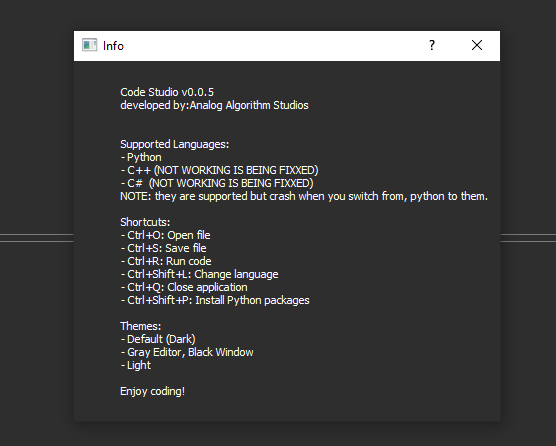 Info
Code Studio v0.0.5
developed by:Analog Algorithm Studios
Supported Languages:
- Python
- C++ (NOT WORKING IS BEING FIXXED)
- C#  (NOT WORKING IS BEING FIXXED)
NOTE: they are supported but crash when you switch from, python to them.
Shortcuts:
- Ctrl+O: Open file
- Ctrl+S: Save file
- Ctrl+R: Run code
- Ctrl+Shift+L: Change language
- Ctrl+Q: Close application
- Ctrl+Shift+P: Install Python packages
Themes:
- Default (Dark)
- Gray Editor, Black Window
- Light
Enjoy coding!